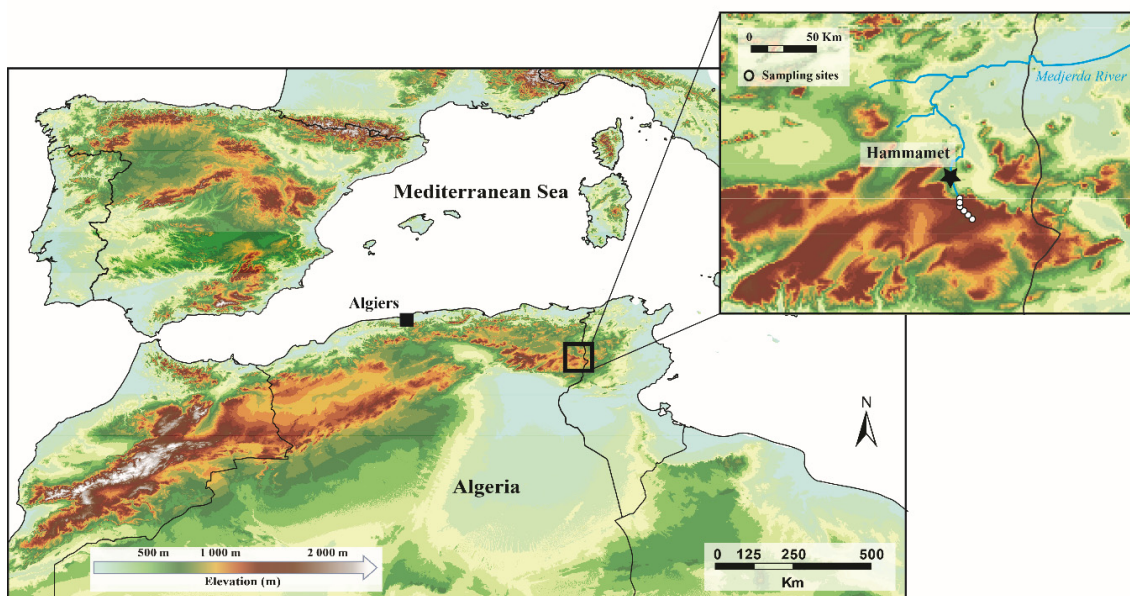 0 50 Km
Sampling sites
Medjerda River
Hammamet
Mediterranean Sea
Algiers
N
Algeria
500 m 1 000 m 2 000 m
Elevation (m)
0 125 250 500
Km